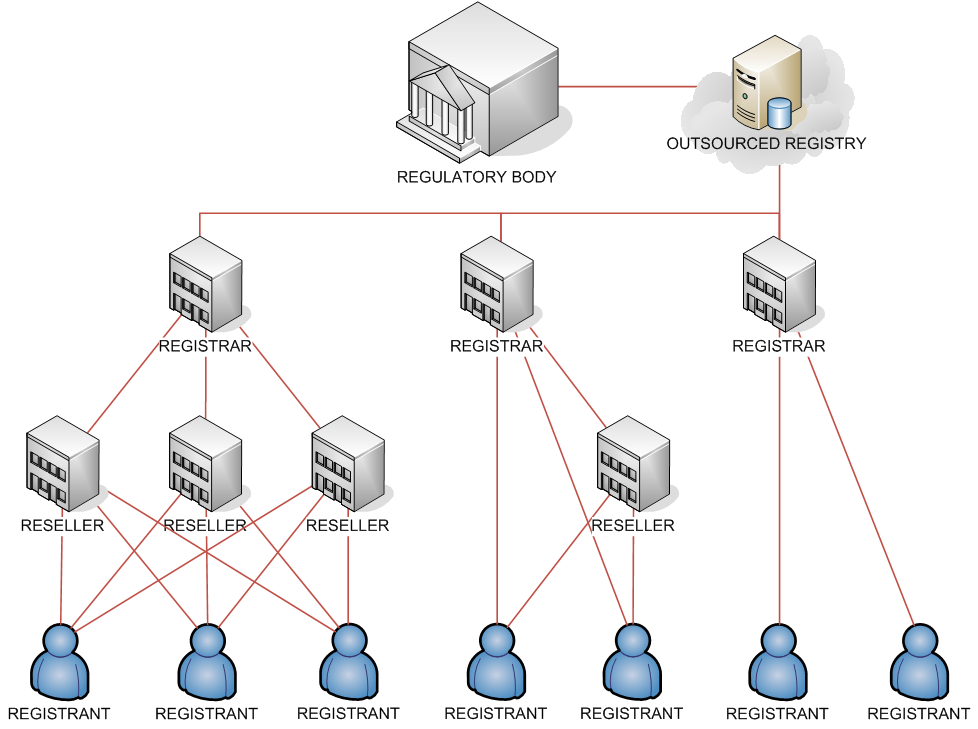 OUTSOURCED REGISTRY
REGULATORY BODY
REGISTRAR
REGISTRAR
REGISTRAR
RESELLER
RESELLER
RESELLER
RESELLER
REGISTRANT
REGISTRANT
REGISTRANT
REGISTRANT
REGISTRANT
REGISTRANT
REGISTRANT